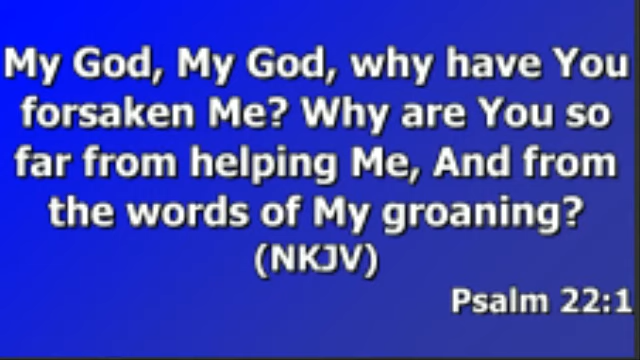 My God, My God, why have You
forsaken Me? Why are You so
far from helping Me, And from
the words of My groaning?
(NKJV)
Psalm 22:1